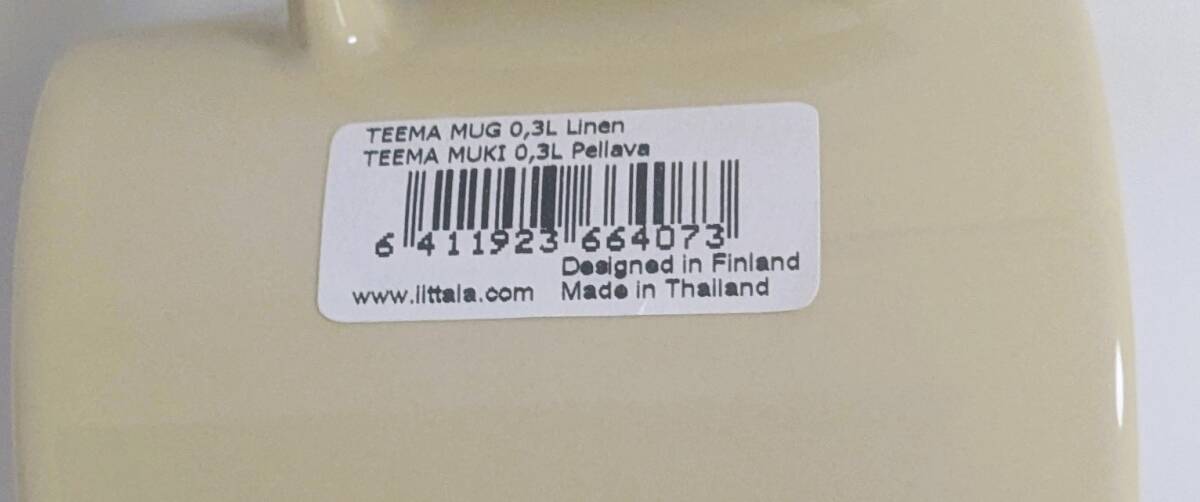 TEEMA MUG 0,3L Linen
TEEMA MUKI 0,3L Pellava
6 411923 664073
Designed in Finland
www.iittala.com Made in Thailand